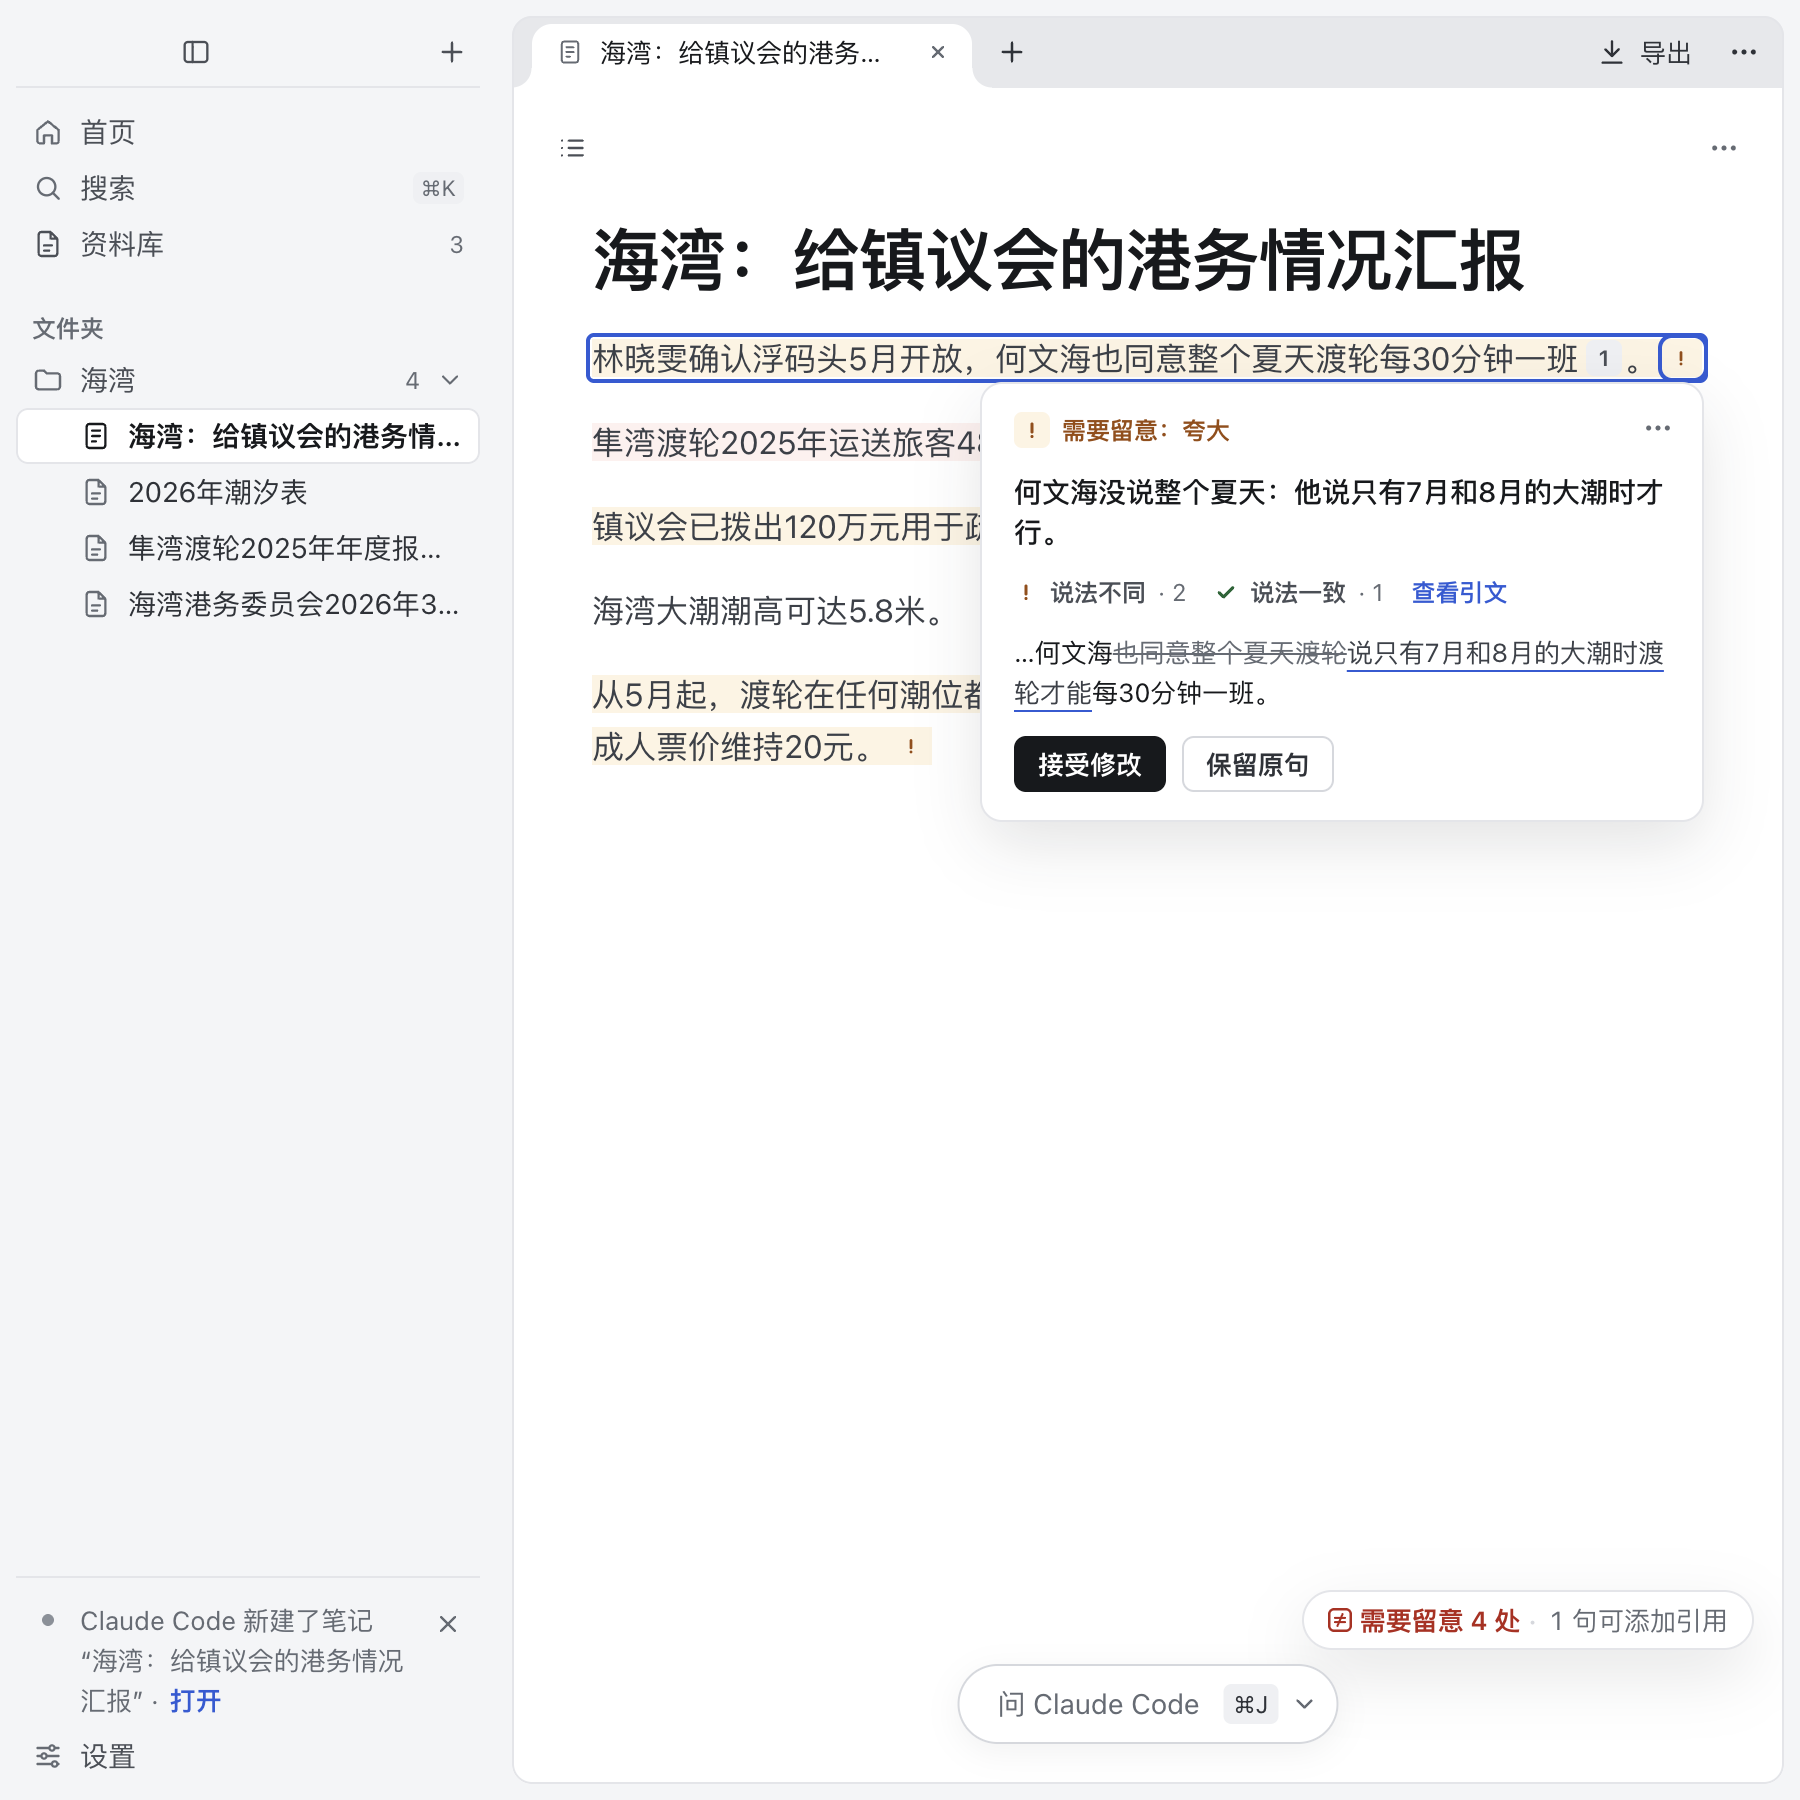 海湾：给镇议会的港务...
导出
首页
搜索 ⌘K
资料库 3
文件夹
海湾 4
海湾：给镇议会的港务情...
2026年潮汐表
隼湾渡轮2025年年度报...
海湾港务委员会2026年3...
海湾：给镇议会的港务情况汇报
林晓雯确认浮码头5月开放，何文海也同意整个夏天渡轮每30分钟一班 1 。 !
隼湾渡轮2025年运送旅客4
镇议会已拨出120万元用于
海湾大潮潮高可达5.8米。
从5月起，渡轮在任何潮位
成人票价维持20元。 !
! 需要留意：夸大
何文海没说整个夏天：他说只有7月和8月的大潮时才
行。
! 说法不同 · 2 说法一致 · 1 查看引文
...何文海也同意整个夏天渡轮说只有7月和8月的大潮时渡
轮才能每30分钟一班。
接受修改 保留原句
需要留意 4 处 · 1 句可添加引用
问 Claude Code ⌘J
Claude Code 新建了笔记
“海湾：给镇议会的港务情况
汇报” · 打开
设置